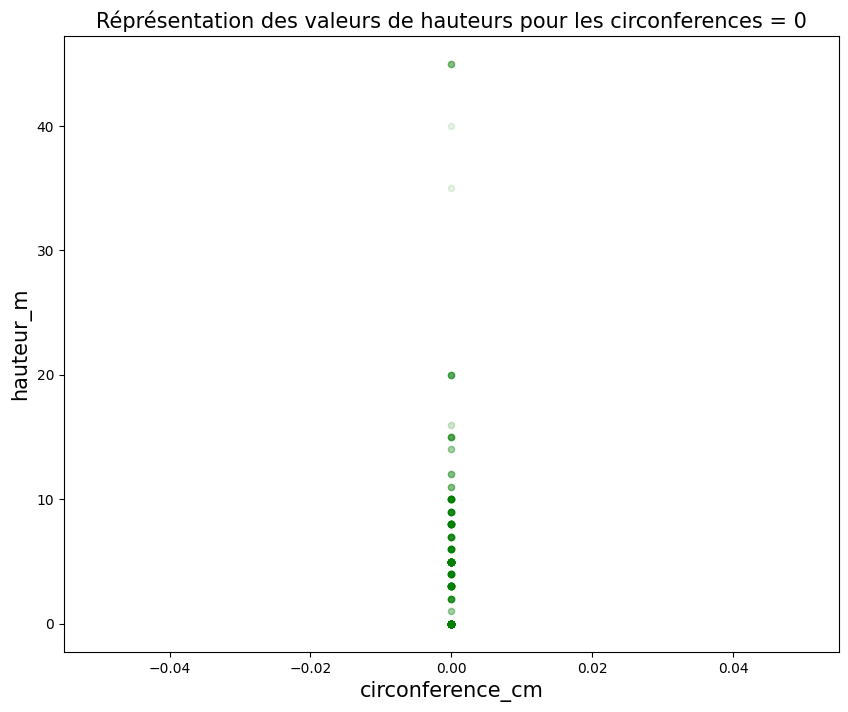 Réprésentation des valeurs de hauteurs pour les circonferences = 0
hauteur_m
40
30
20
10
0
−0.04 −0.02 0.00 0.02 0.04
circonference_cm